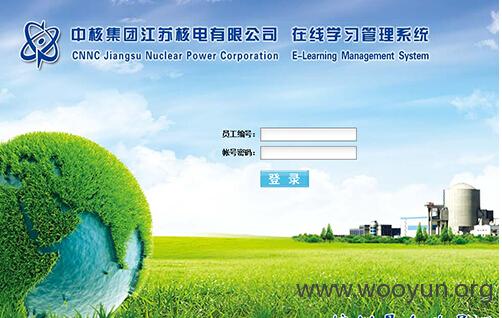 中核集团江苏核电有限公司 在线学习管理系统
CNNC Jiangsu Nuclear Power Corporation E-Learning Management System
员工编号：
帐号密码：
登 录
www.wooyun.org